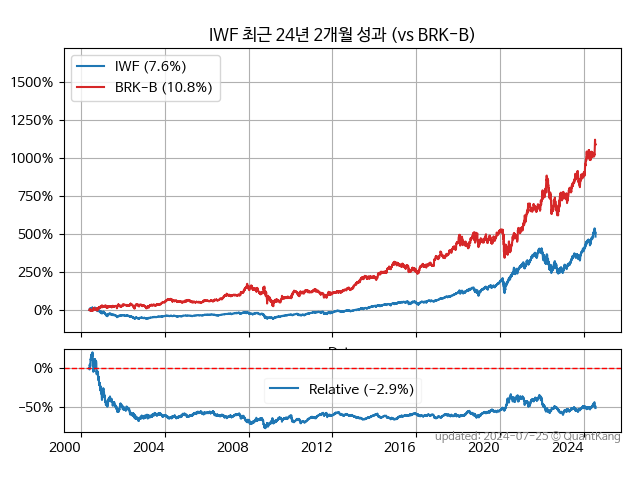 IWF 최근 24년 2개월 성과 (vs BRK-B)
IWF (7.6%)
BRK-B (10.8%)
1500%
1250%
1000%
750%
500%
250%
0%
0%
Relative (-2.9%)
-50%
updated: 2024-07-25 © QuantKang
2000 2004 2008 2012 2016 2020 2024